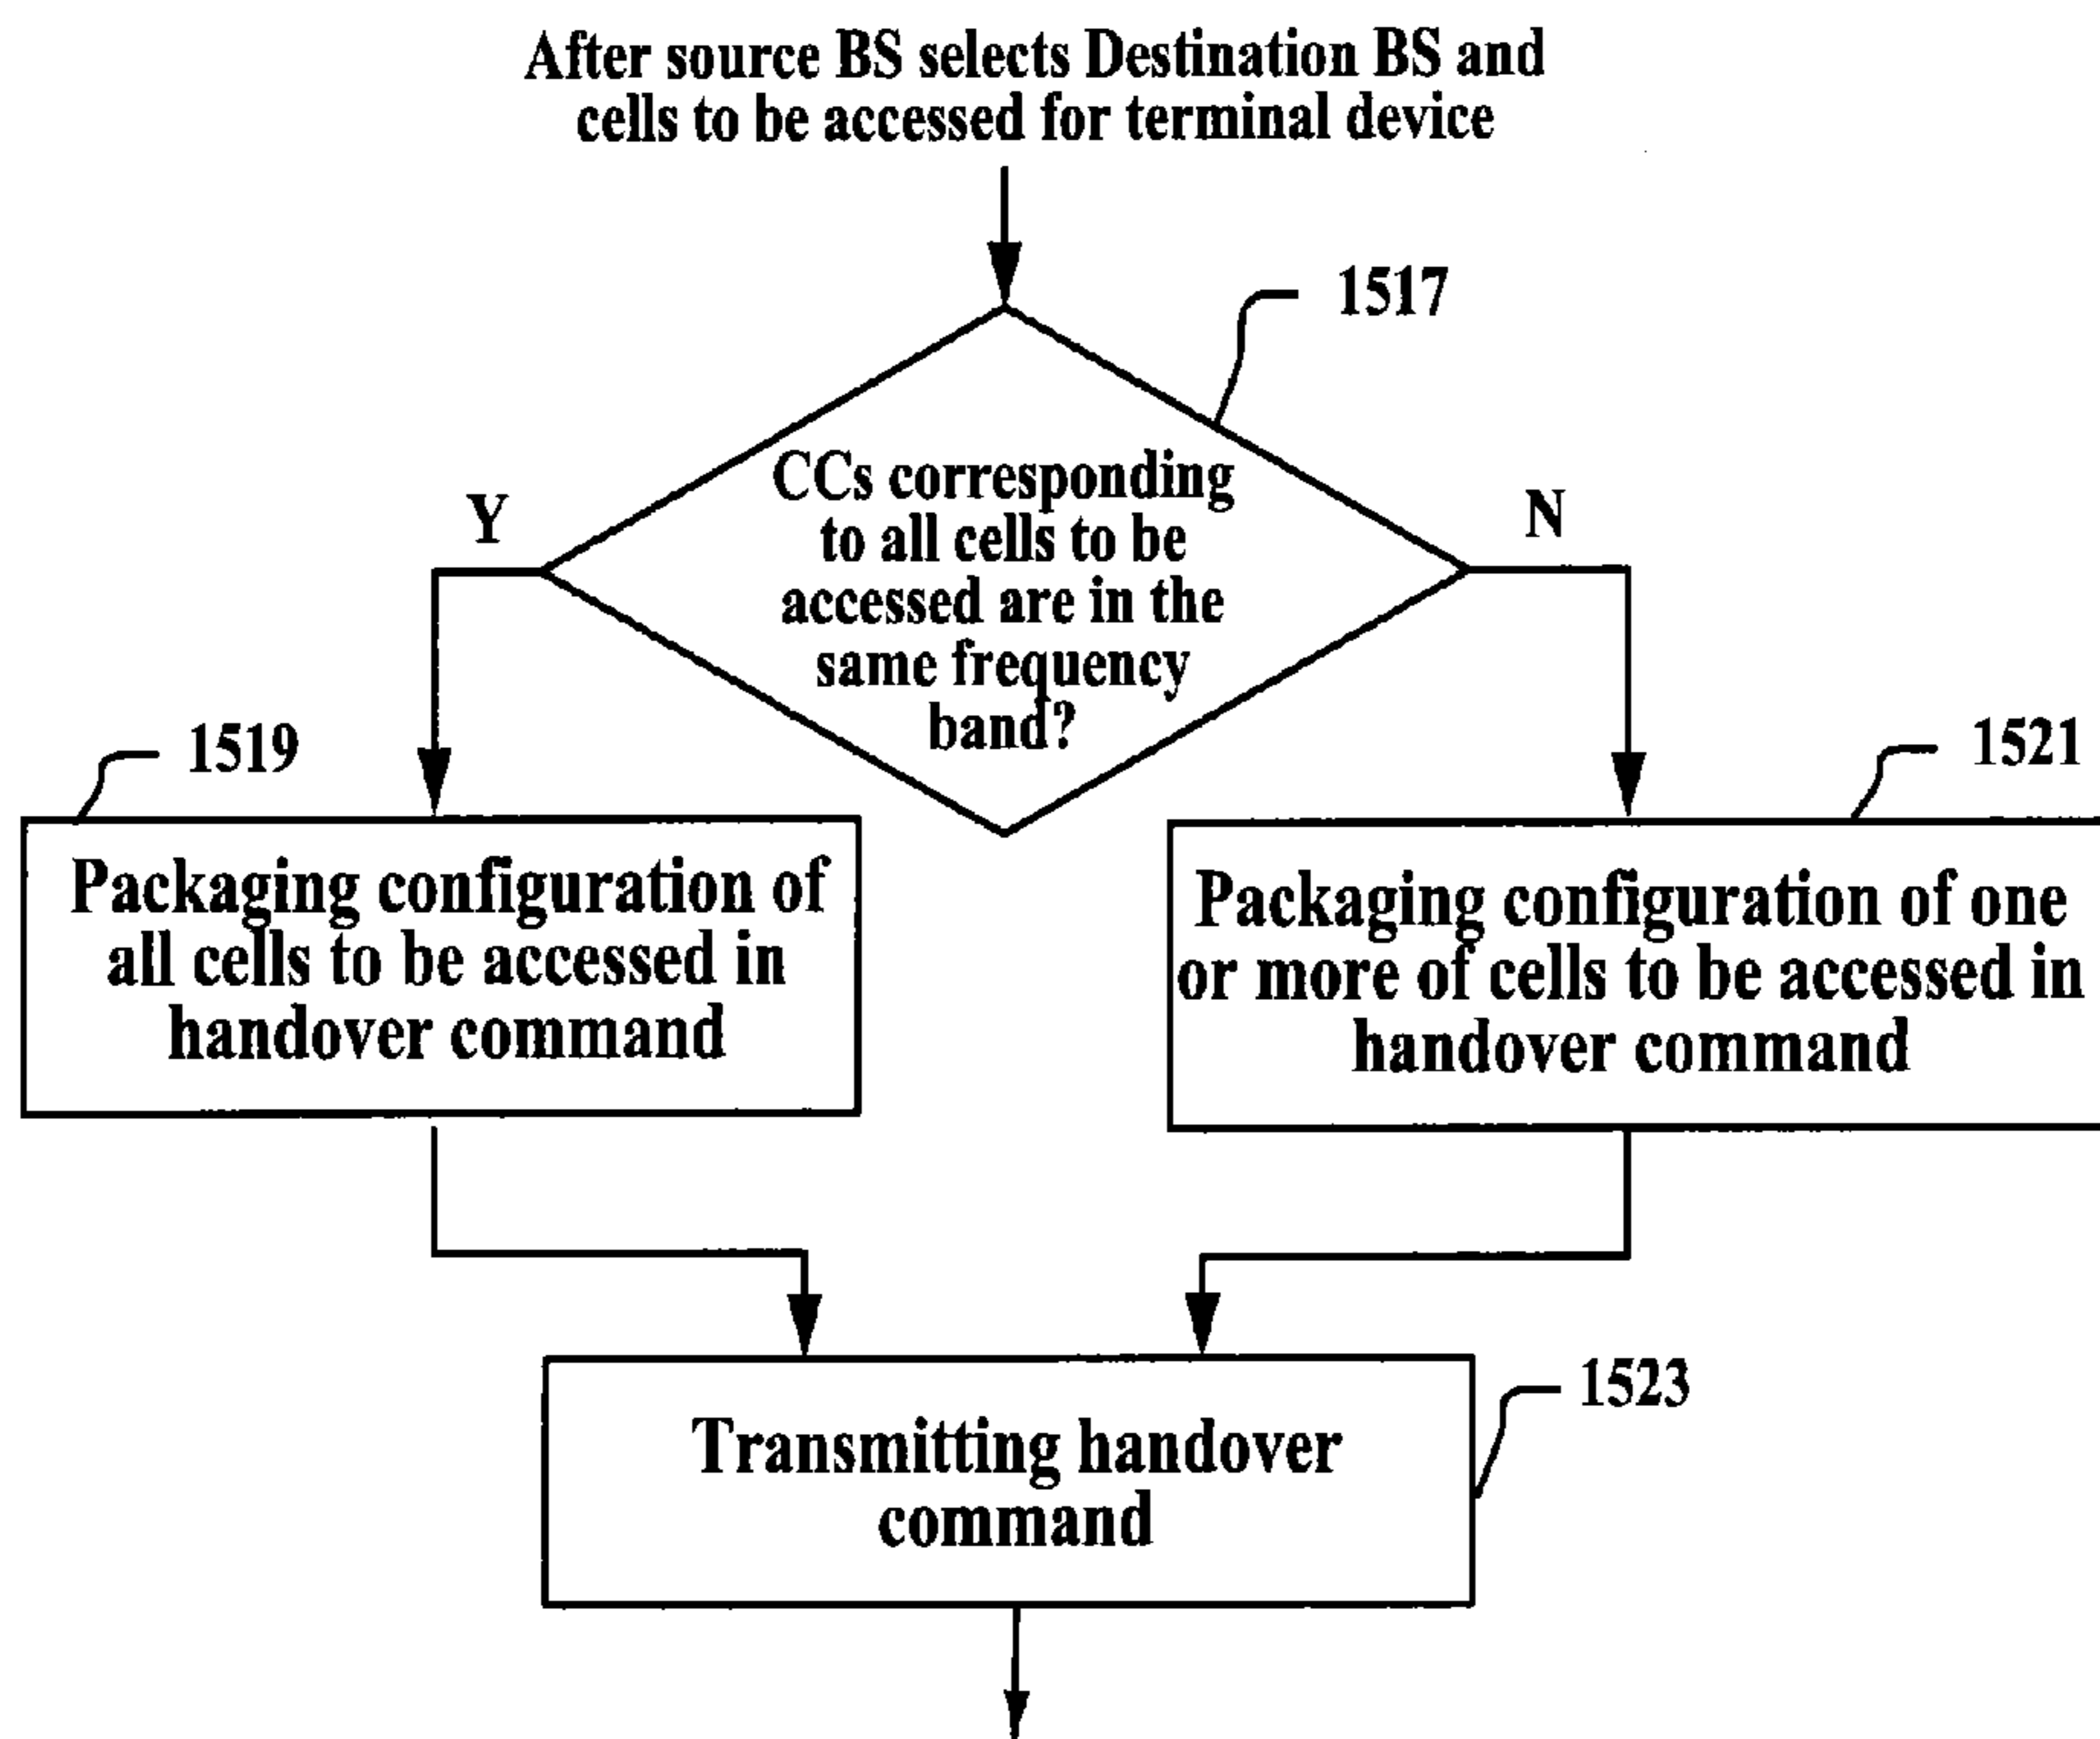 After source BS selects Destination BS and
cells to be accessed for terminal device
1517
CCs corresponding
to all cells to be
accessed are in the
same frequency
band?
Y
N
1519
1521
Packaging configuration of
all cells to be accessed in
handover command
Packaging configuration of one
or more of cells to be accessed in
handover command
1523
Transmitting handover
command